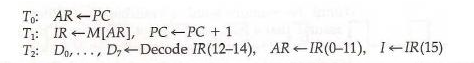 T₀: AR←PC
T₁: IR←M[AR], PC←PC + 1
T₂: D₀, . . . , D₇←Decode IR(12–14), AR←IR(0–11), I←IR(15)